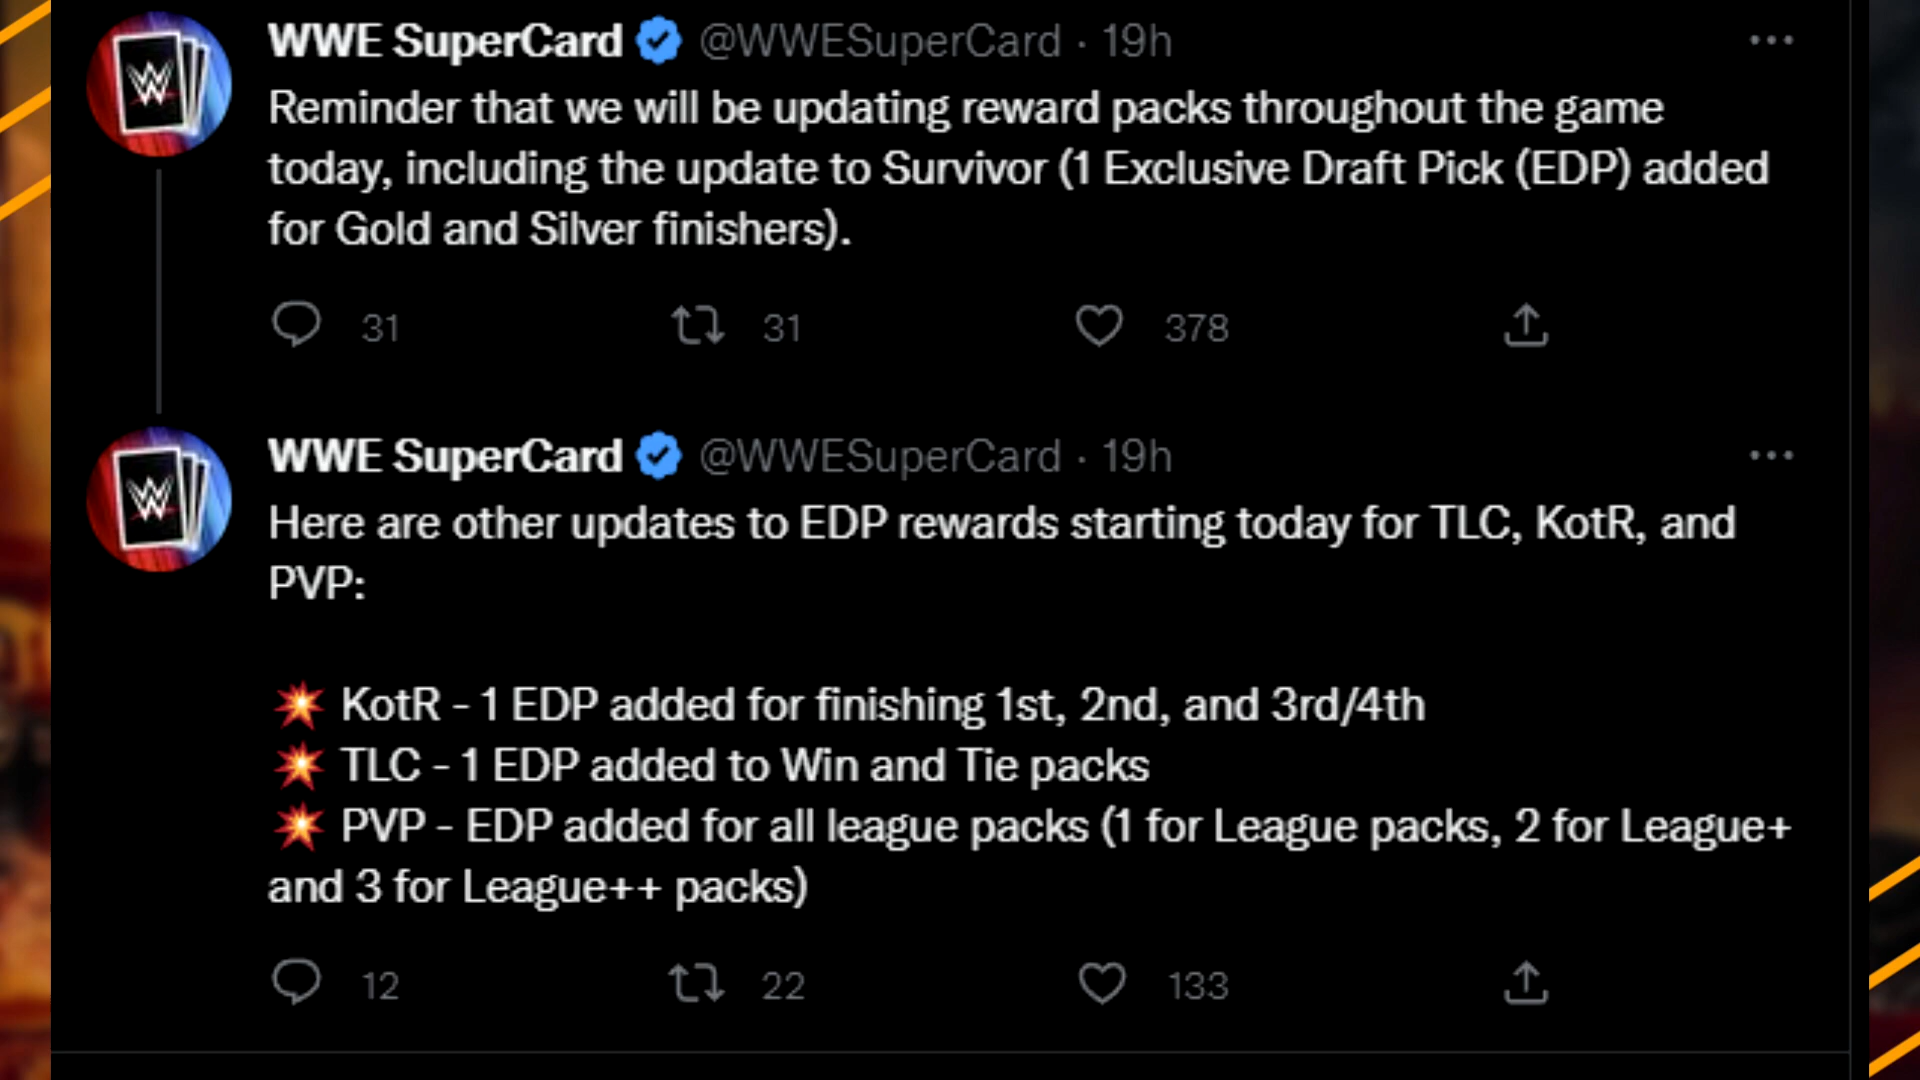 WWE SuperCard @WWESuperCard · 19h
Reminder that we will be updating reward packs throughout the game
today, including the update to Survivor (1 Exclusive Draft Pick (EDP) added
for Gold and Silver finishers).
31 31 378
WWE SuperCard @WWESuperCard · 19h
Here are other updates to EDP rewards starting today for TLC, KotR, and
PVP:
💥 KotR - 1 EDP added for finishing 1st, 2nd, and 3rd/4th
💥 TLC - 1 EDP added to Win and Tie packs
💥 PVP - EDP added for all league packs (1 for League packs, 2 for League+
and 3 for League++ packs)
12 22 133